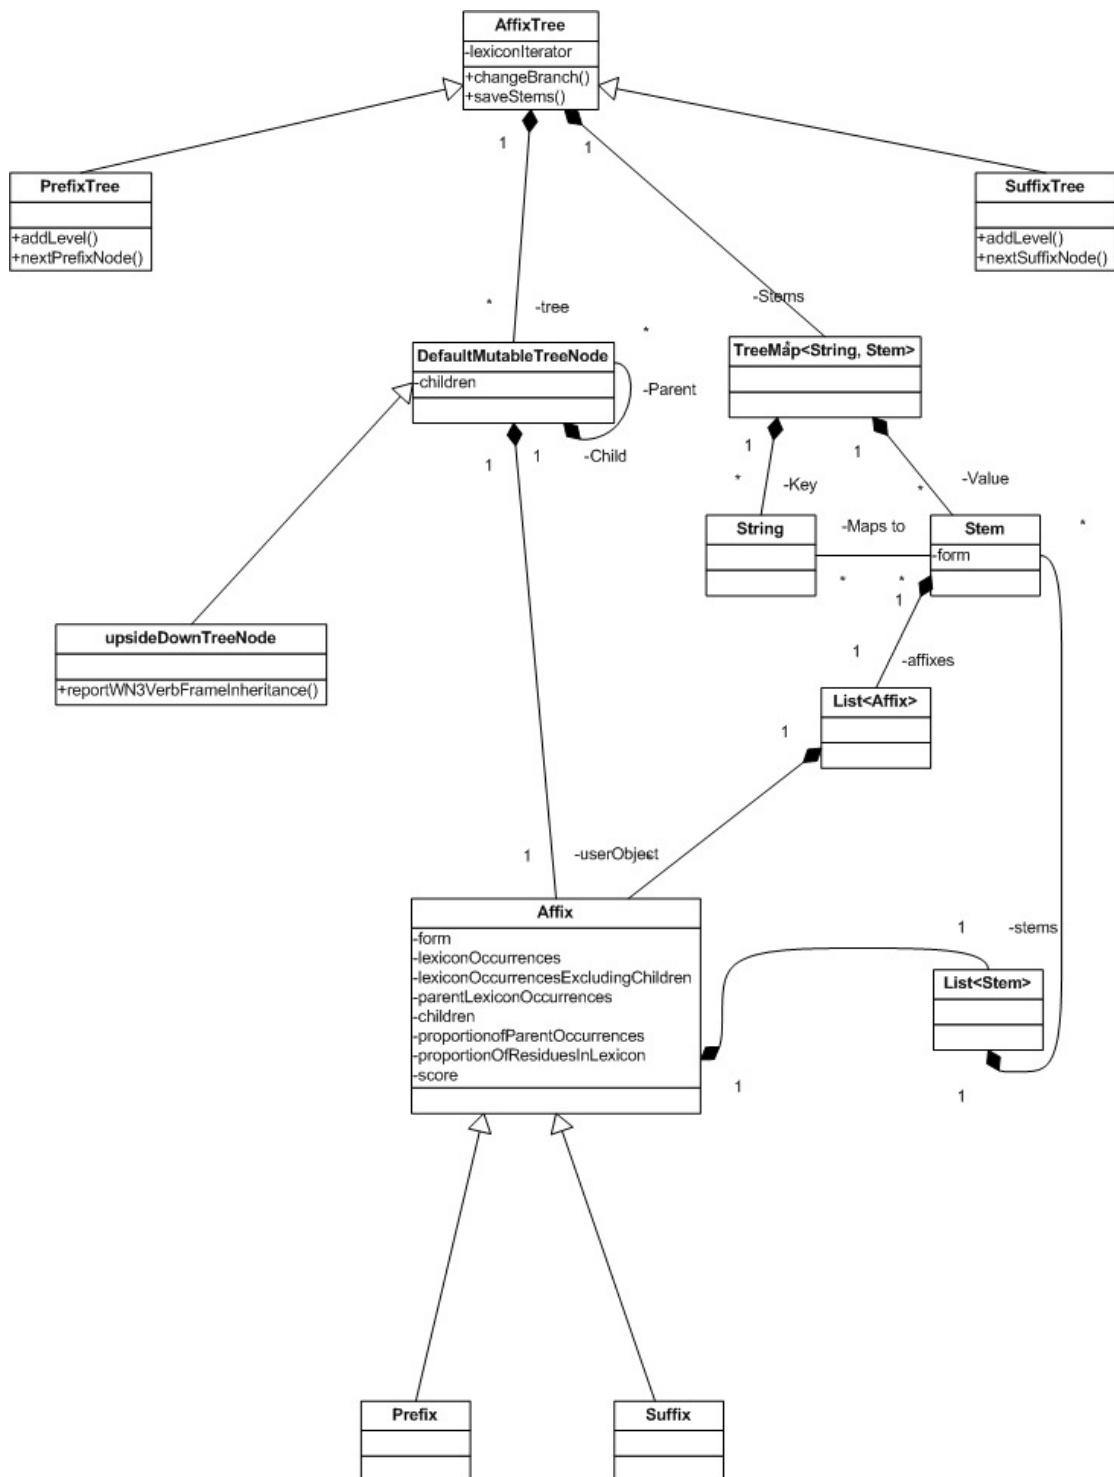 AffixTree
-lexiconIterator
+changeBranch()
+saveStems()
1
1
PrefixTree
+addLevel()
+nextPrefixNode()
SuffixTree
+addLevel()
+nextSuffixNode()
*
-tree
-Stems
*
*
DefaultMutableTreeNode
-children
TreeMap<String, Stem>
-Parent
1
1
-Child
1
1
*
-Key
*
-Value
String
-Maps to
Stem
-form
*
*
*
1
upsideDownTreeNode
+reportWN3VerbFrameInheritance()
1
-affixes
List<Affix>
1
1
-userObject
*
Affix
-form
-lexiconOccurrences
-lexiconOccurrencesExcludingChildren
-parentLexiconOccurrences
-children
-proportionofParentOccurrences
-proportionOfResiduesInLexicon
-score
1
-stems
List<Stem>
1
1
Prefix
Suffix